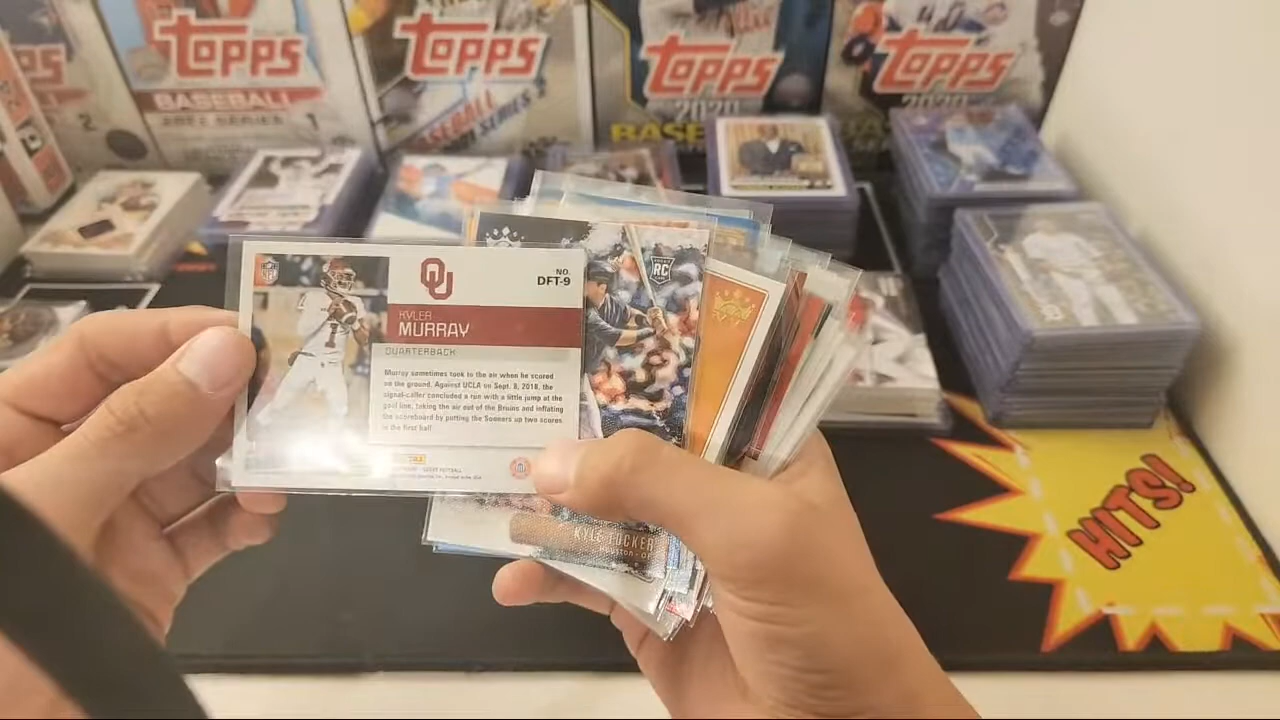 TOPPS
BASEBALL
TOPPS
TOPPS
2020
TOPPS
2020
QU
NO.
DFT-9
KYLER
MURRAY
QUARTERBACK
Murray sometimes took to the air when he scored
on the ground. Against UCLA on Sept. 8, 2018, the
signal-caller concluded a run with a little jump at the
goal line, taking the air out of the Bruins and inflating
the scoreboard by putting the Sooners up two scores
in the first half.
RC
KYLE TUCKER
HITS!